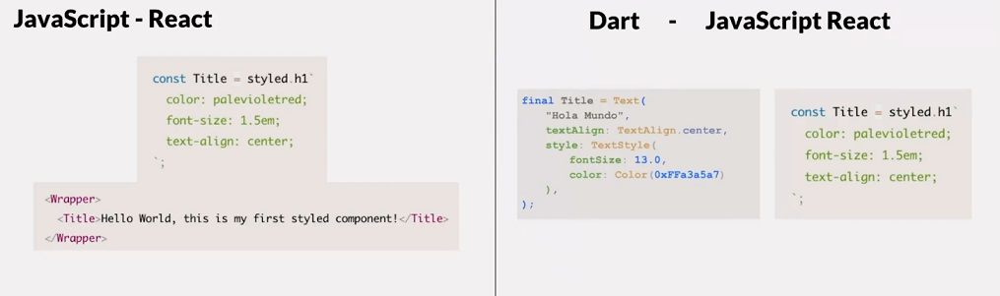 JavaScript - React
const Title = styled.h1`
color: palevioletred;
font-size: 1.5em;
text-align: center;
`;
<Wrapper>
<Title>Hello World, this is my first styled component!</Title>
</Wrapper>
Dart - JavaScript React
final Title = Text(
"Hola Mundo",
textAlign: TextAlign.center,
style: TextStyle(
fontSize: 13.0,
color: Color(0xFFa3a5a7)
),
);
const Title = styled.h1`
color: palevioletred;
font-size: 1.5em;
text-align: center;
`;